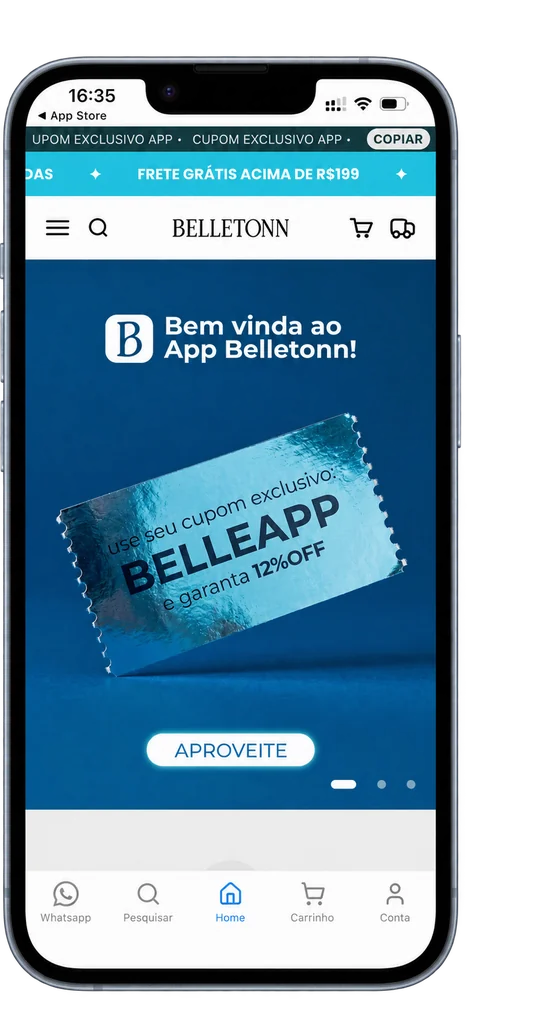 16:35
◀ App Store
UPOM EXCLUSIVO APP • CUPOM EXCLUSIVO APP •
COPIAR
DAS ✦ FRETE GRÁTIS ACIMA DE R$199 ✦
BELLETONN
B
Bem vinda ao
App Belletonn!
use seu cupom exclusivo:
BELLEAPP
e garanta 12%OFF
APROVEITE
Whatsapp Pesquisar Home Carrinho Conta